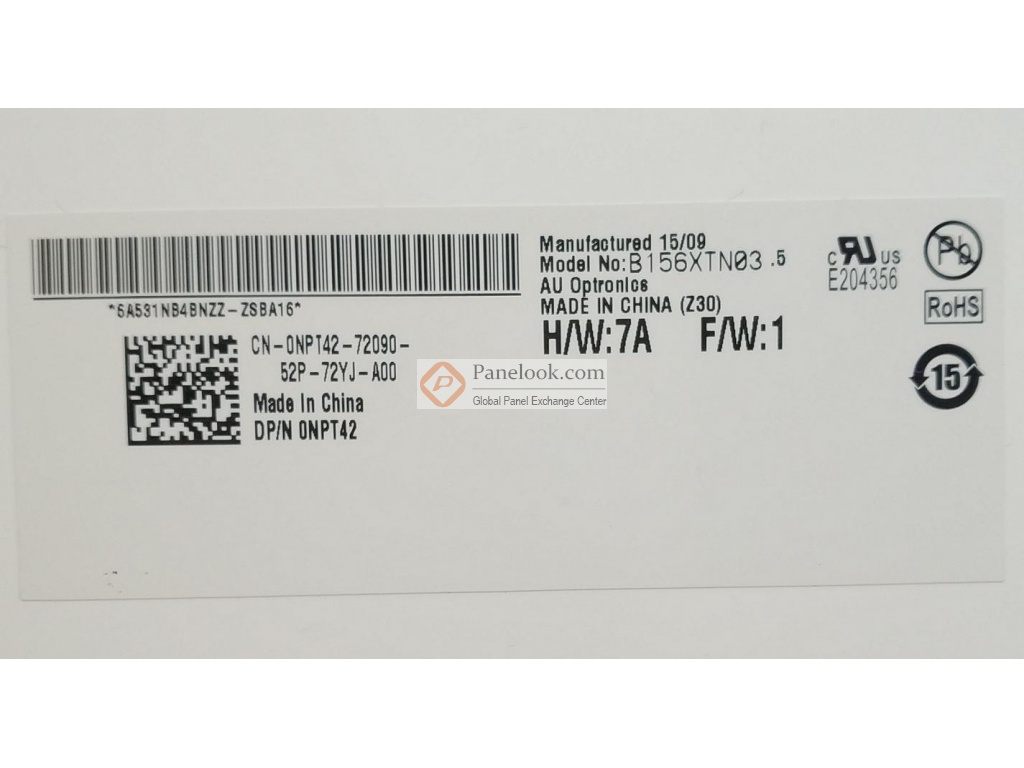 *6A531NB4BNZZ-ZSBA16*
CN-0NPT42-72090-
52P-72YJ-A00
Made In China
DP/N 0NPT42
Manufactured 15/09
Model No:B156XTN03 .5
AU Optronics
MADE IN CHINA (Z30)
H/W:7A F/W:1
c RU US
E204356
Pb
RoHS
15
Panelook.com
Global Panel Exchange Center